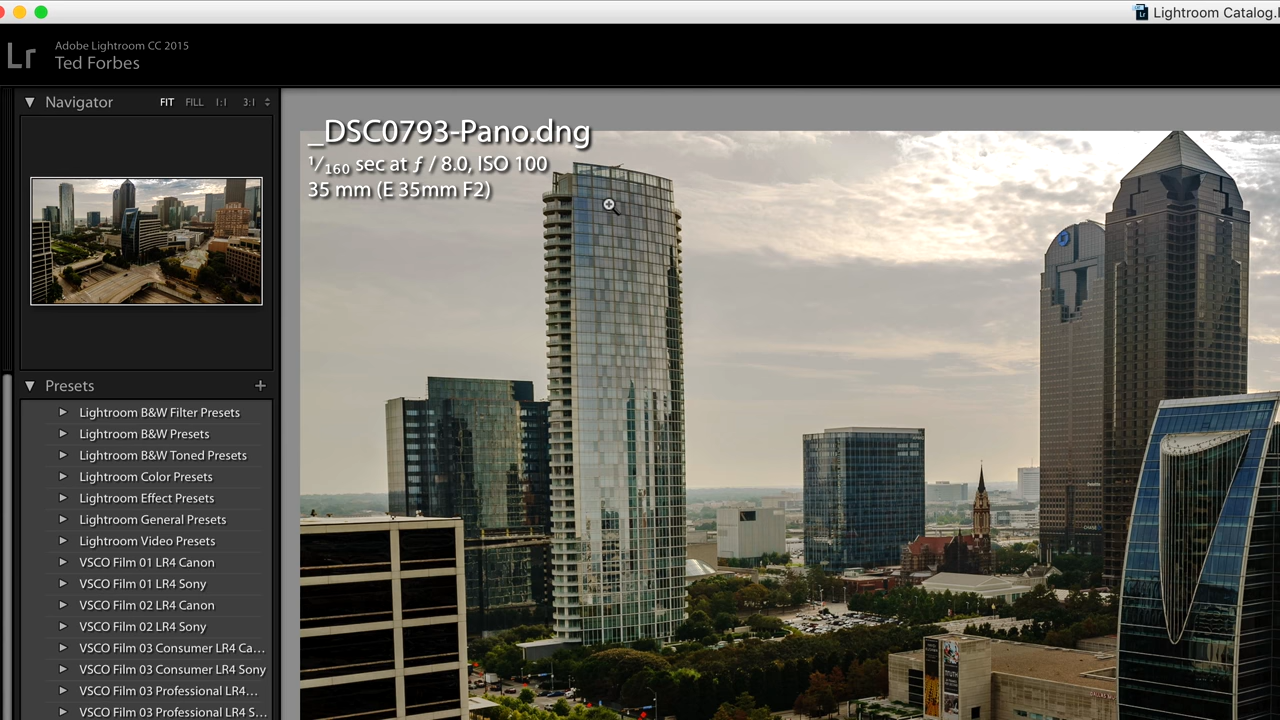 Lightroom Catalog.
Lr
Adobe Lightroom CC 2015
Ted Forbes
Navigator
FIT FILL 1:1 3:1
_DSC0793-Pano.dng
1/160 sec at ƒ / 8.0, ISO 100
35 mm (E 35mm F2)
Presets +
Lightroom B&W Filter Presets
Lightroom B&W Presets
Lightroom B&W Toned Presets
Lightroom Color Presets
Lightroom Effect Presets
Lightroom General Presets
Lightroom Video Presets
VSCO Film 01 LR4 Canon
VSCO Film 01 LR4 Sony
VSCO Film 02 LR4 Canon
VSCO Film 02 LR4 Sony
VSCO Film 03 Consumer LR4 Ca...
VSCO Film 03 Consumer LR4 Sony
VSCO Film 03 Professional LR4...
VSCO Film 03 Professional LR4 S...